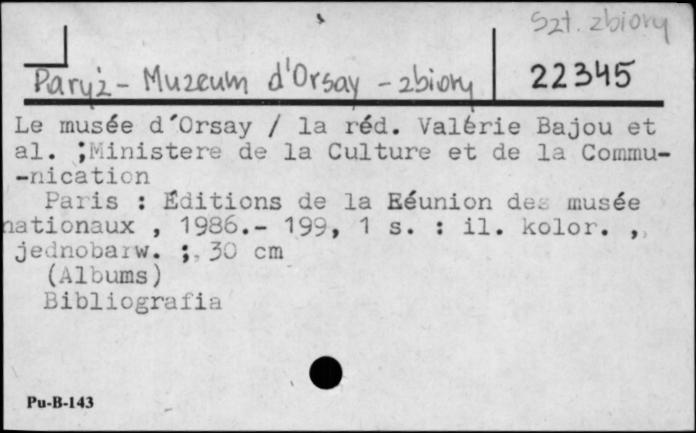 Szt. zbiory
Paryż - Muzeum d'Orsay - zbiory
22345
Le musée d'Orsay / la réd. Valérie Bajou et
al. ;Ministere de la Culture et de la Commu-
-nication
Paris : Éditions de la Réunion des musée
nationaux , 1986.- 199, 1 s. : il. kolor. ,
jednobarw. ; 30 cm
(Albums)
Bibliografia
Pu-B-143